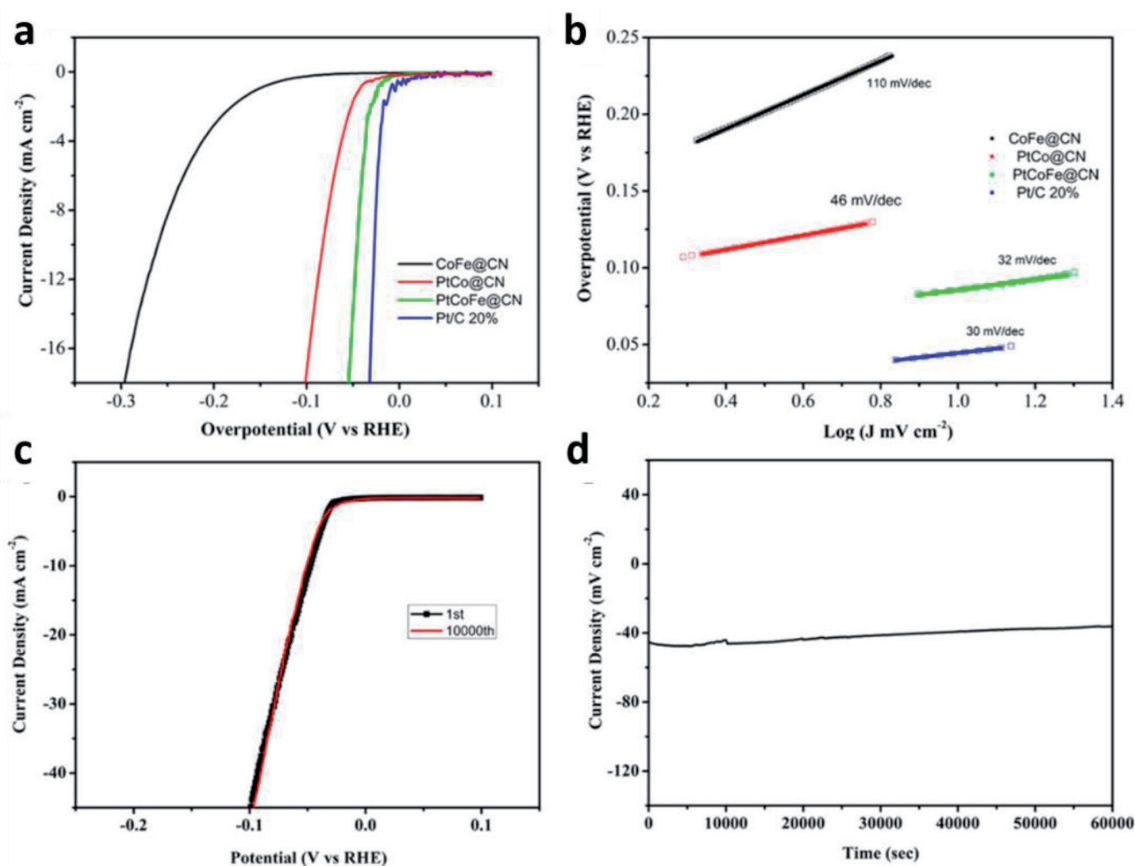 a
0
-4
-8
-12
-16
Current Density (mA cm-2)
CoFe@CN
PtCo@CN
PtCoFe@CN
Pt/C 20%
-0.3
-0.2
-0.1
0.0
0.1
Overpotential (V vs RHE)
b
0.25
0.20
0.15
0.10
0.05
Overpotential (V vs RHE)
110 mV/dec
CoFe@CN
PtCo@CN
PtCoFe@CN
Pt/C 20%
46 mV/dec
32 mV/dec
30 mV/dec
0.2
0.4
0.6
0.8
1.0
1.2
1.4
Log (J mV cm-2)
c
0
-10
-20
-30
-40
Current Density (mA cm-2)
1st
10000th
-0.2
-0.1
0.0
0.1
Potential (V vs RHE)
d
40
0
-40
-80
-120
Current Density (mV cm-2)
0
10000
20000
30000
40000
50000
60000
Time (sec)